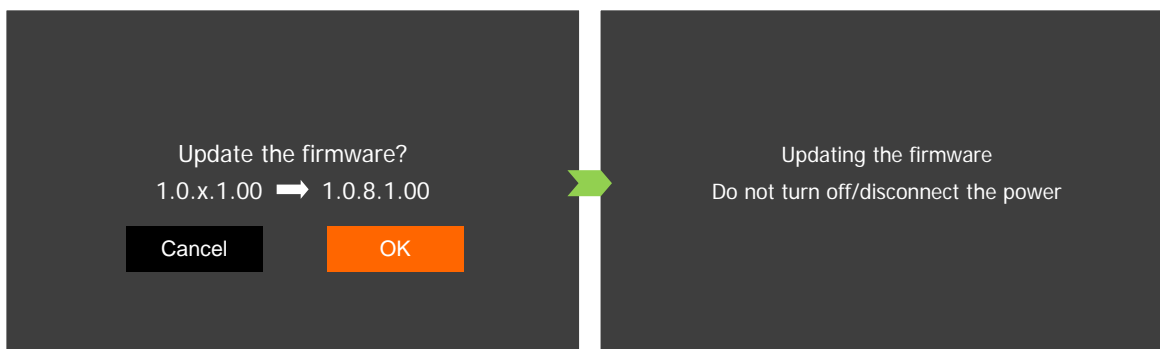 Update the firmware?
1.0.x.1.00 ➡ 1.0.8.1.00
Cancel
OK
Updating the firmware
Do not turn off/disconnect the power